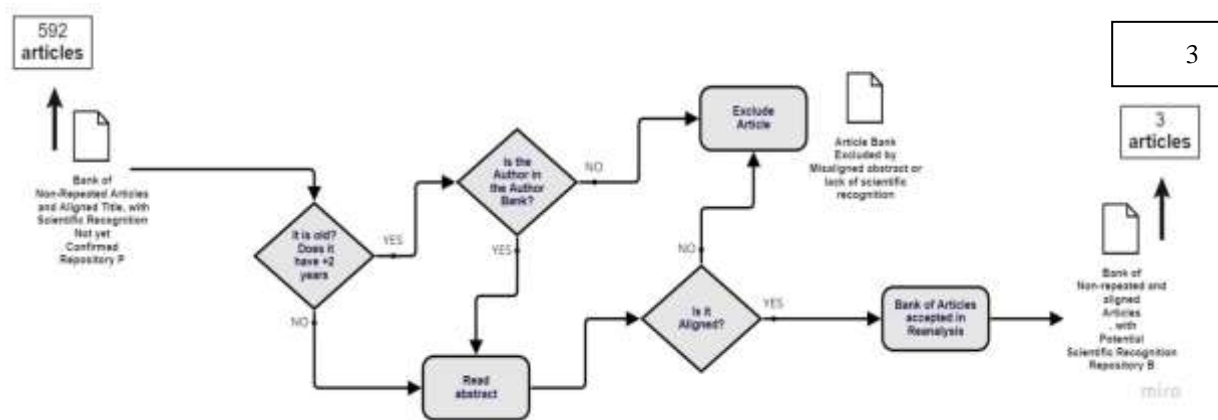 592
articles
Bank of
Non-Repeated Articles
and Aligned Title, with
Scientific Recognition
Not yet
Confirmed
Repository P
It is old?
Does it
have +2
years
YES
NO
Is the
Author in
the Author
Bank?
NO
YES
Read
abstract
Exclude
Article
Article Bank
Excluded by
Misaligned abstract or
lack of scientific
recognition
Is it
Aligned?
NO
YES
Bank of Articles
accepted in
Reanalysis
3
3
articles
Bank of
Non-repeated and
aligned
Articles
, with
Potential
Scientific Recognition
Repository B
miro